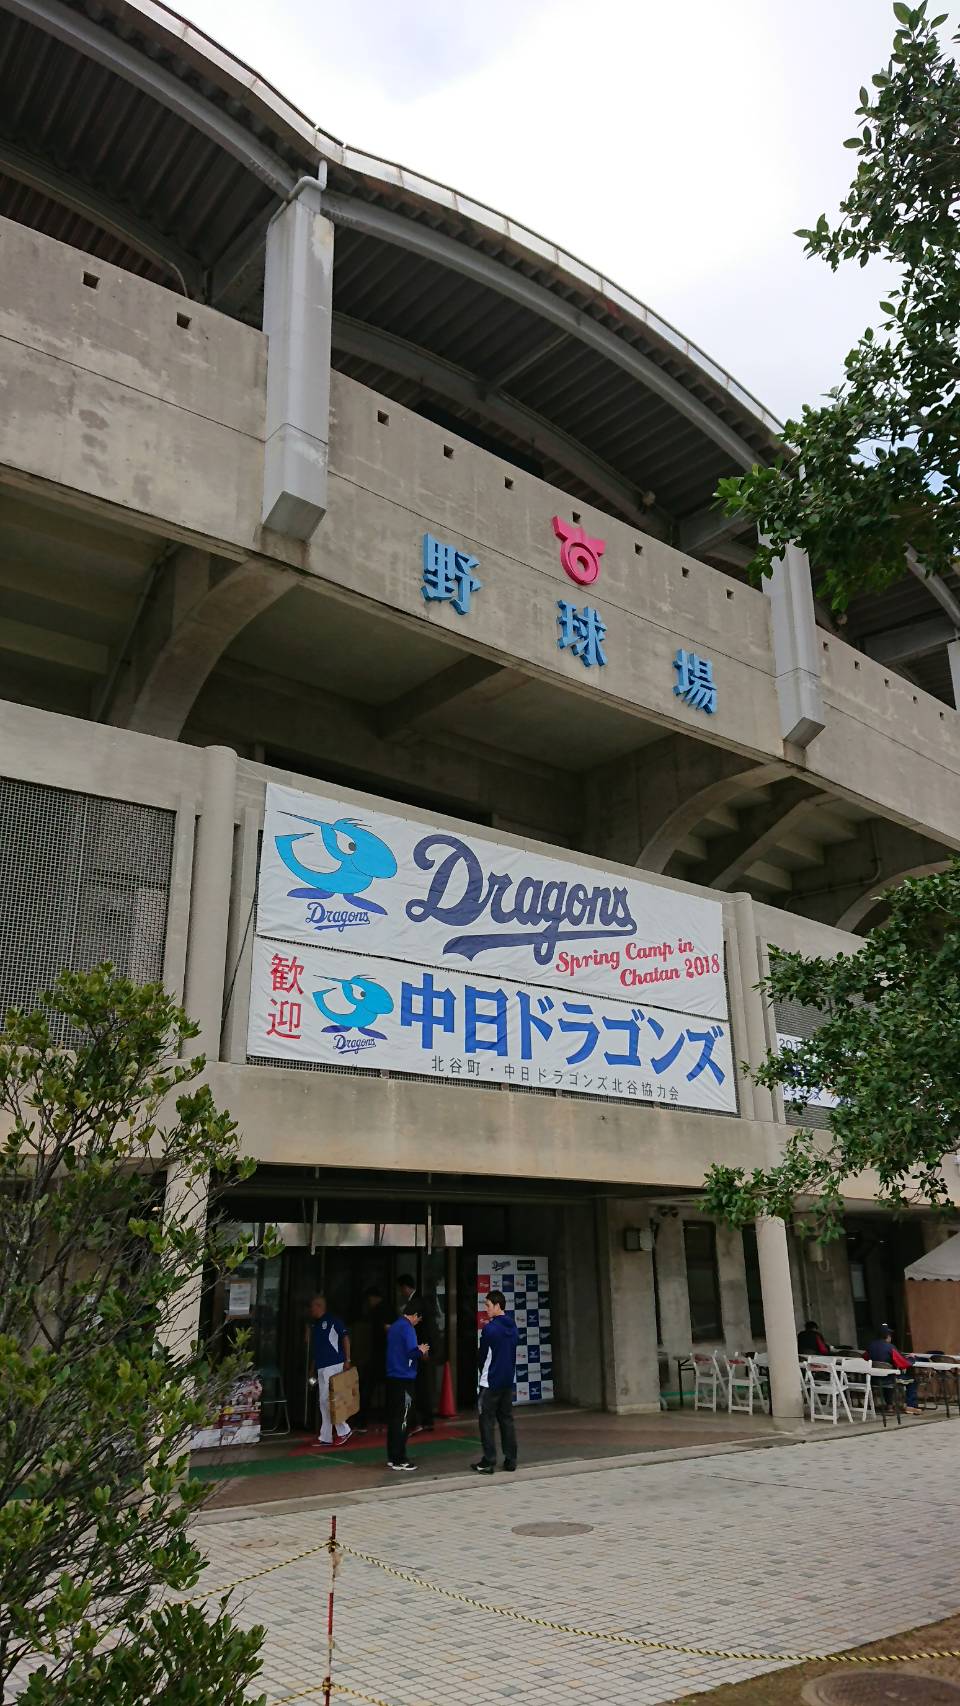 野球場
Dragons
Dragons
Spring Camp in
Chatan 2018
歓迎
Dragons
中日ドラゴンズ
北谷町・中日ドラゴンズ北谷協力会
Dragons